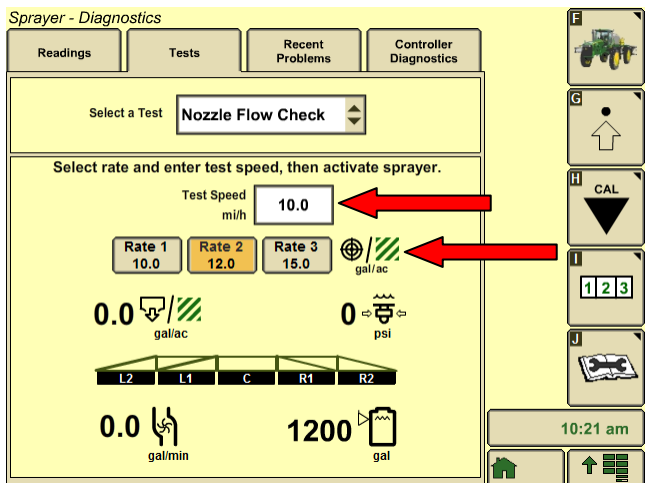 Sprayer - Diagnostics
Readings
Tests
Recent
Problems
Controller
Diagnostics
Select a Test
Nozzle Flow Check
Select rate and enter test speed, then activate sprayer.
Test Speed
mi/h
10.0
Rate 1
10.0
Rate 2
12.0
Rate 3
15.0
gal/ac
0.0
gal/ac
0
psi
L2 L1 C R1 R2
0.0
gal/min
1200
gal
F
G
H
CAL
I
1 2 3
J
10:21 am